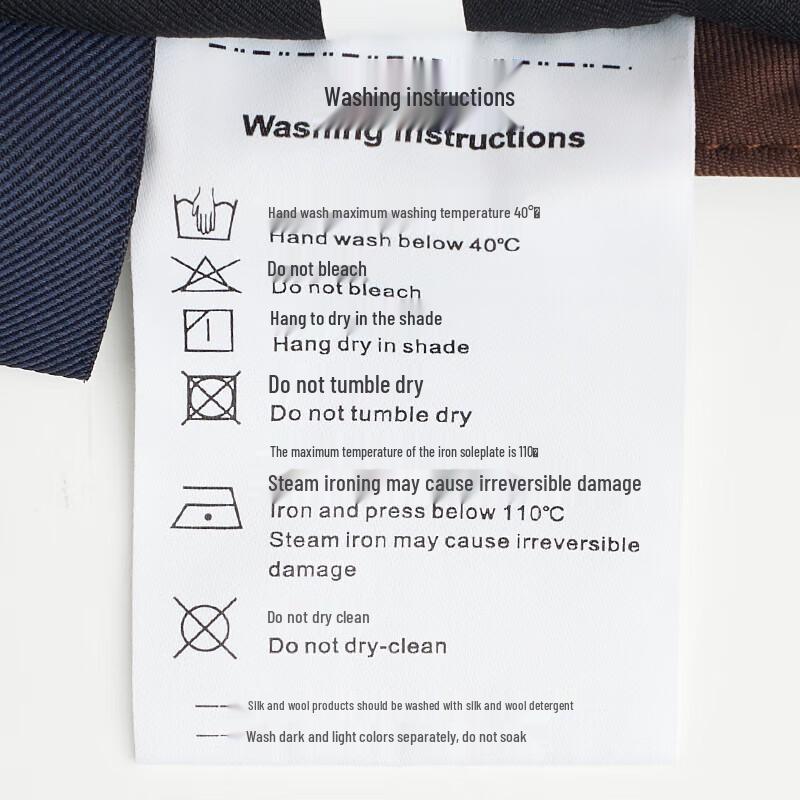 Washing instructions
Washing instructions
Hand wash maximum washing temperature 40°
Hand wash below 40℃
Do not bleach
Do not bleach
Hang to dry in the shade
Hang dry in shade
Do not tumble dry
Do not tumble dry
The maximum temperature of the iron soleplate is 110
Steam ironing may cause irreversible damage
Iron and press below 110℃
Steam iron may cause irreversible
damage
Do not dry clean
Do not dry-clean
Silk and wool products should be washed with silk and wool detergent
Wash dark and light colors separately, do not soak